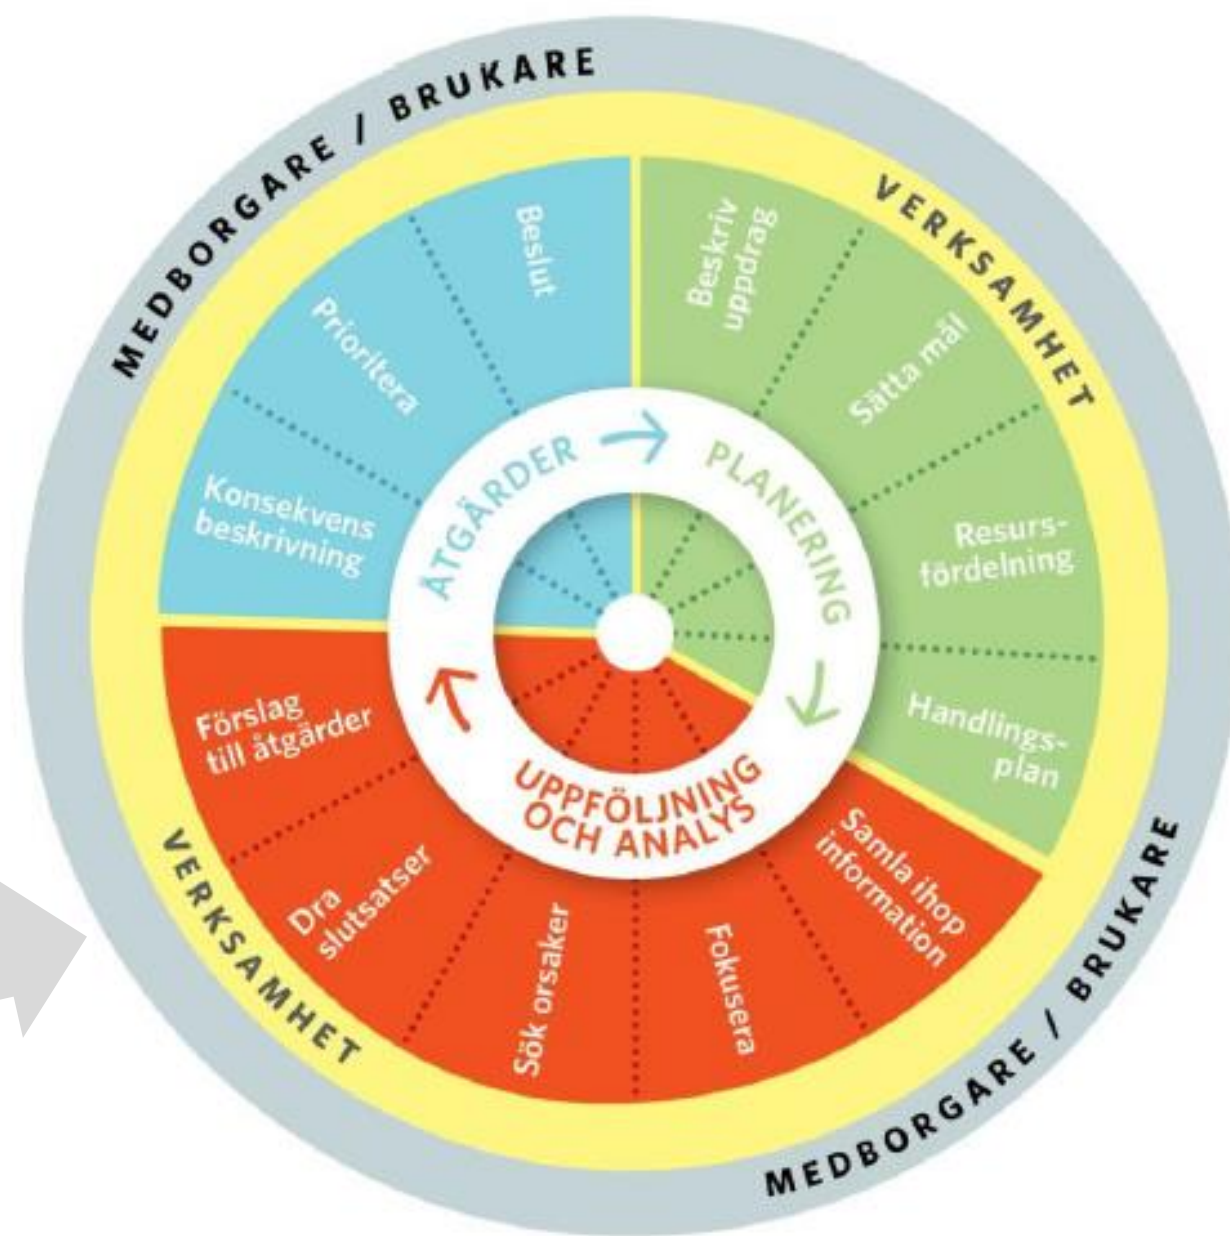 MEDBORGARE / BRUKARE
VERKSAMHET
Beskriv
uppdrag
Sätta mål
Resurs-
fördelning
Handlings-
plan
Samla ihop
information
Fokusera
Sök orsaker
Dra
slutsatser
Förslag
till åtgärder
Konsekvens
beskrivning
Prioritera
Beslut
PLANERING
UPPFÖLJNING
OCH ANALYS
ÅTGÄRDER
VERKSAMHET
MEDBORGARE / BRUKARE